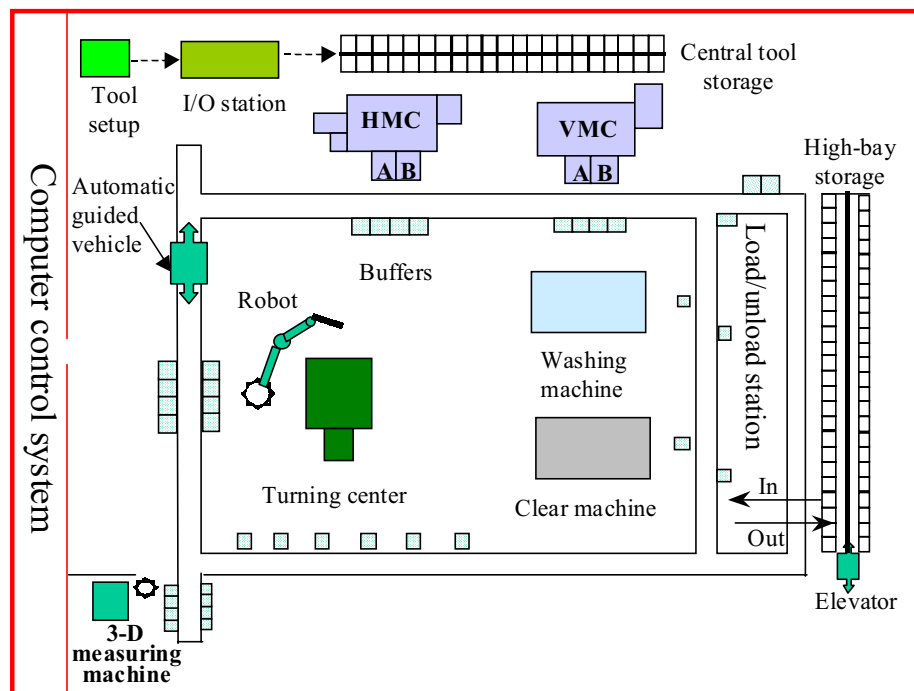 Computer control system
Tool
setup
I/O station
Central tool
storage
HMC
A B
VMC
A B
High-bay
storage
Automatic
guided
vehicle
Buffers
Robot
Washing
machine
Load/unload station
Turning center
Clear machine
In
Out
Elevator
3-D
measuring
machine